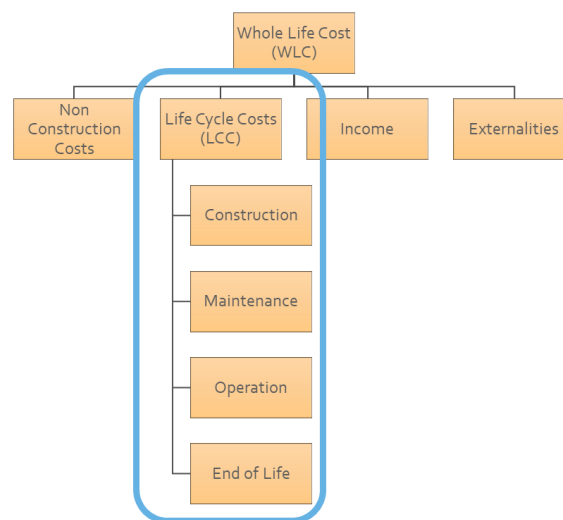 Whole Life Cost
(WLC)
Non
Construction
Costs
Life Cycle Costs
(LCC)
Income
Externalities
Construction
Maintenance
Operation
End of Life